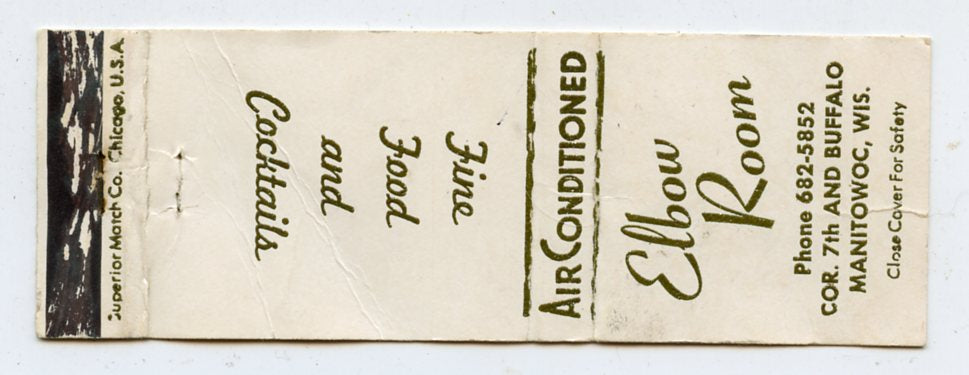 Superior Match Co. Chicago, U.S.A.
Fine
Food
and
Cocktails
AIR CONDITIONED
Elbow
Room
Phone 682-5852
COR. 7th AND BUFFALO
MANITOWOC, WIS.
Close Cover For Safety